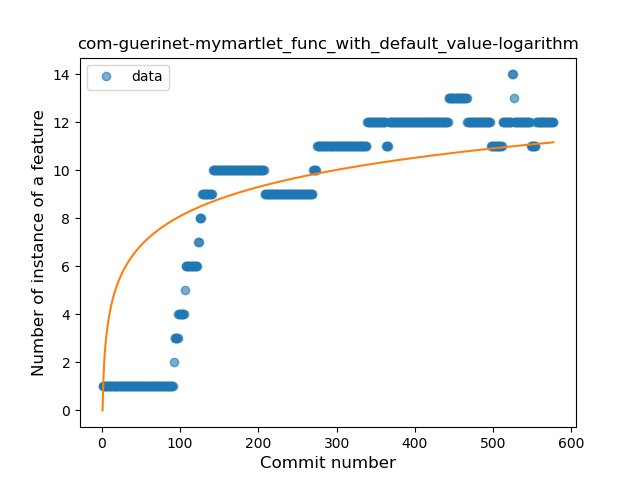 com-guerinet-mymartlet_func_with_default_value-logarithm
data
Number of instance of a feature
14
12
10
8
6
4
2
0
0 100 200 300 400 500 600
Commit number